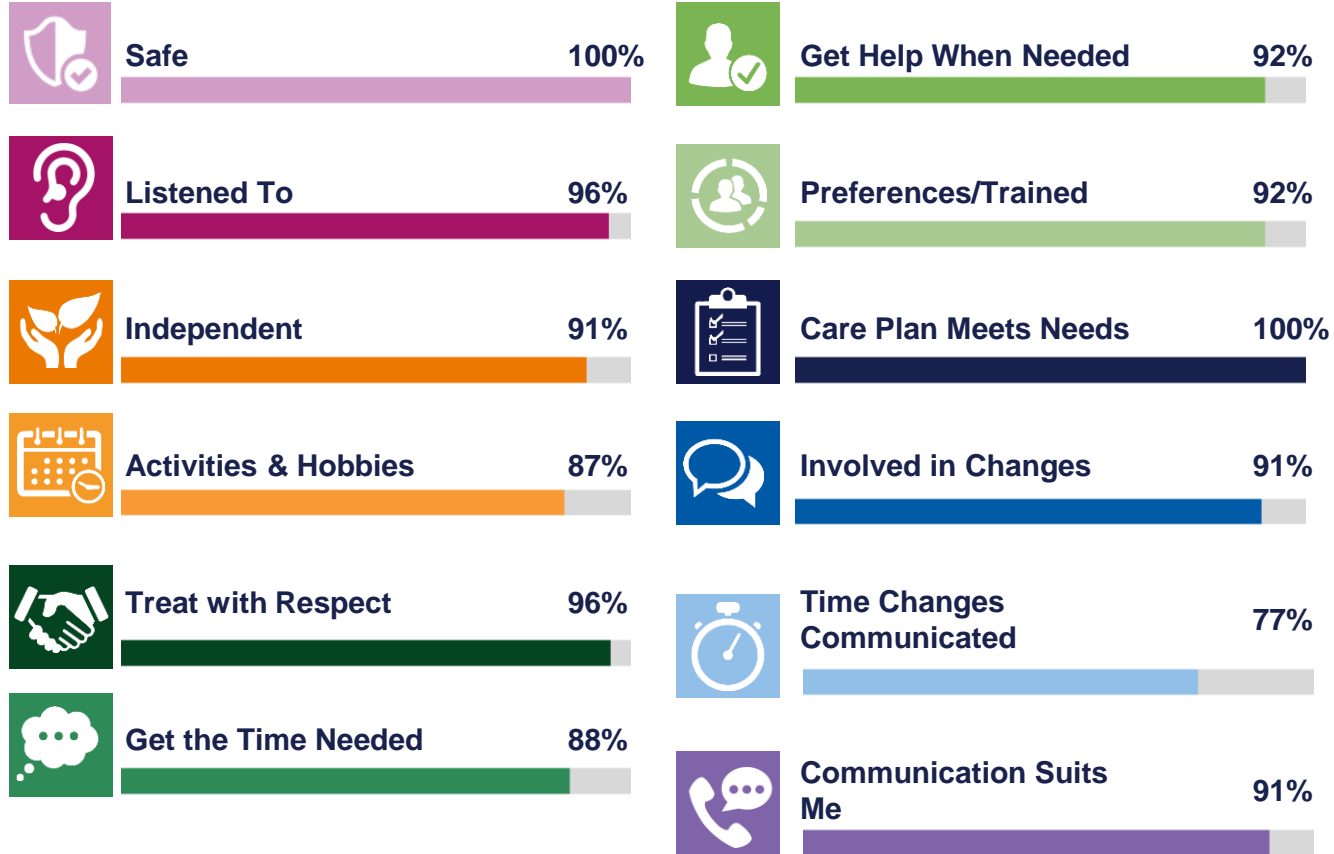 Safe 100%
Listened To 96%
Independent 91%
Activities & Hobbies 87%
Treat with Respect 96%
Get the Time Needed 88%
Get Help When Needed 92%
Preferences/Trained 92%
Care Plan Meets Needs 100%
Involved in Changes 91%
Time Changes
Communicated 77%
Communication Suits
Me 91%